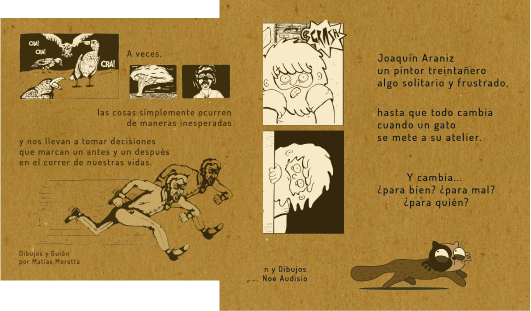 CRA!
CRA!
CRA!
A veces,
las cosas simplemente ocurren
de maneras inesperadas
y nos llevan a tomar decisiones
que marcan un antes y un después
en el correr de nuestras vidas.
Dibujos y Guión
por Matías Moretta
CRASH
Joaquín Araniz
un pintor treintañero
algo solitario y frustrado,
hasta que todo cambia
cuando un gato
se mete a su atelier.
Y cambia...
¿para bien? ¿para mal?
¿para quién?
n y Dibujos
Noe Audisio